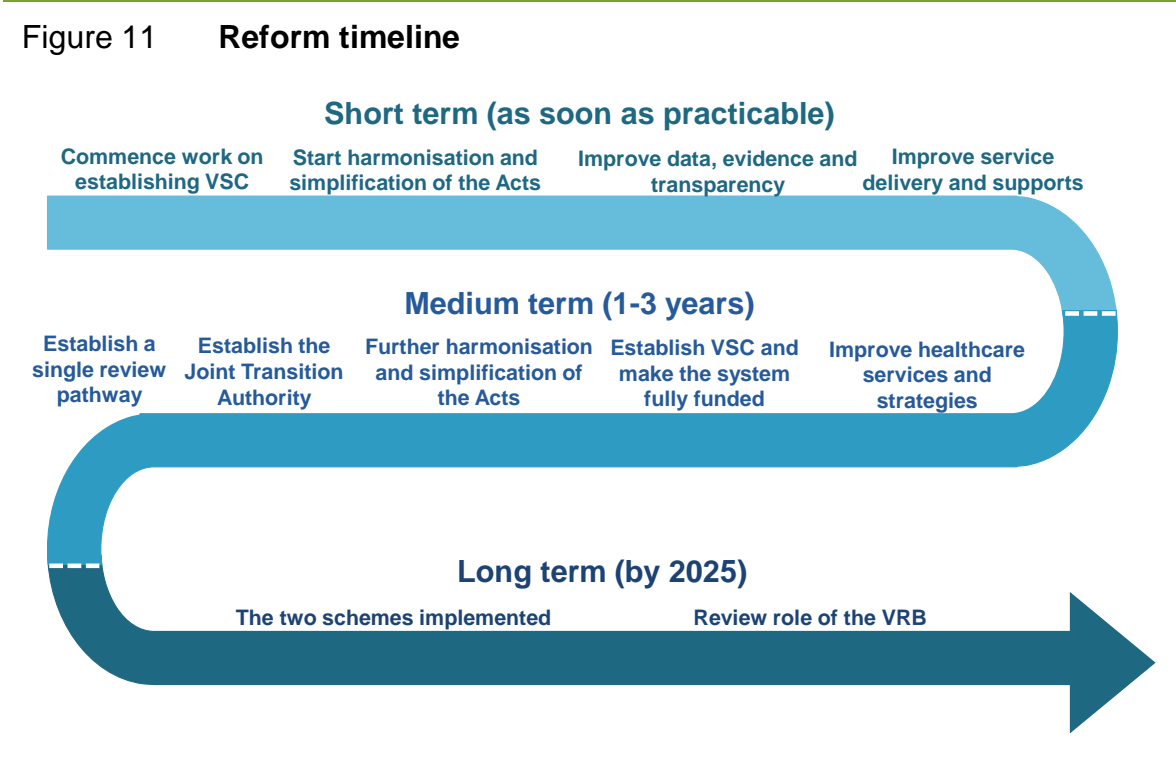 Figure 11 Reform timeline
Short term (as soon as practicable)
Commence work on
establishing VSC
Start harmonisation and
simplification of the Acts
Improve data, evidence and
transparency
Improve service
delivery and supports
Medium term (1-3 years)
Establish a
single review
pathway
Establish the
Joint Transition
Authority
Further harmonisation
and simplification of
the Acts
Establish VSC and
make the system
fully funded
Improve healthcare
services and
strategies
Long term (by 2025)
The two schemes implemented
Review role of the VRB